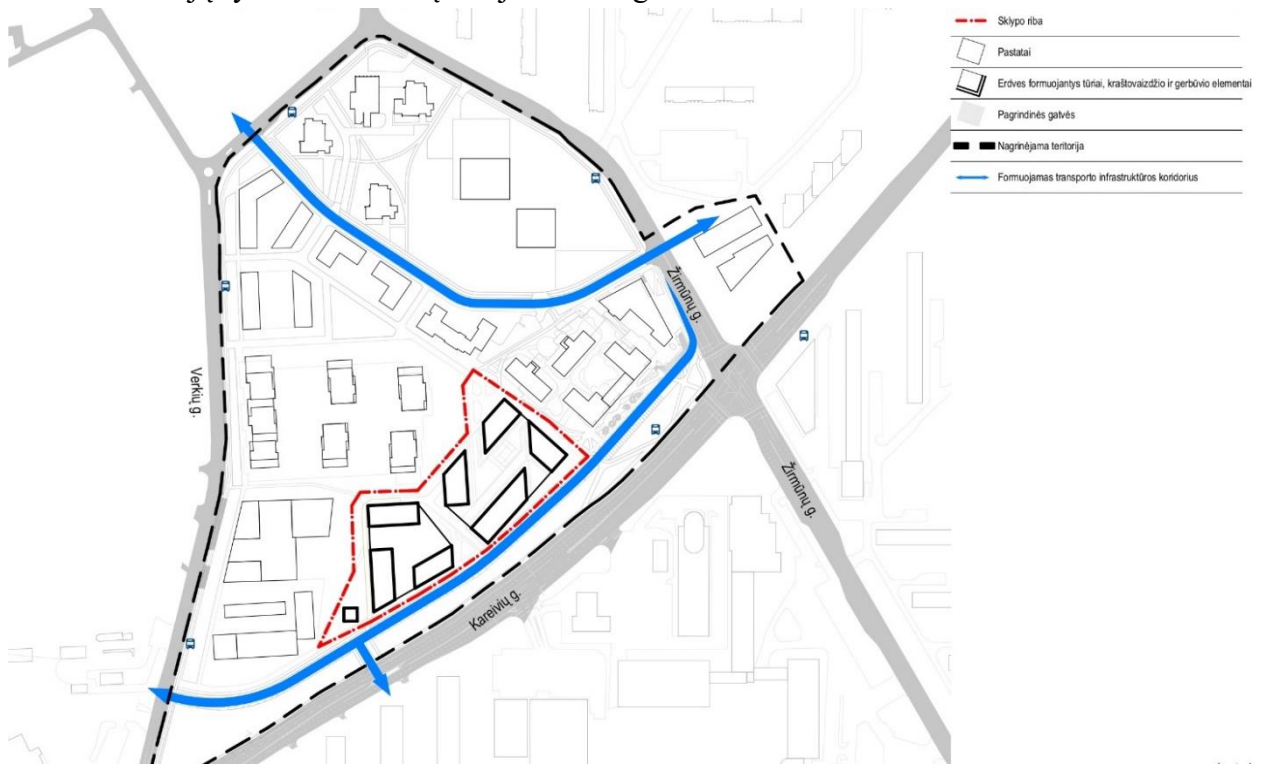 Sklypo riba
Pastatai
Erdves formuojantys tūriai, kraštovaizdžio ir gerbūvio elementai
Pagrindinės gatvės
Nagrinėjama teritorija
Formuojamas transporto infrastruktūros koridorius
Žirmūnų g.
Verkių g.
Žirmūnų g.
Kareivių g.